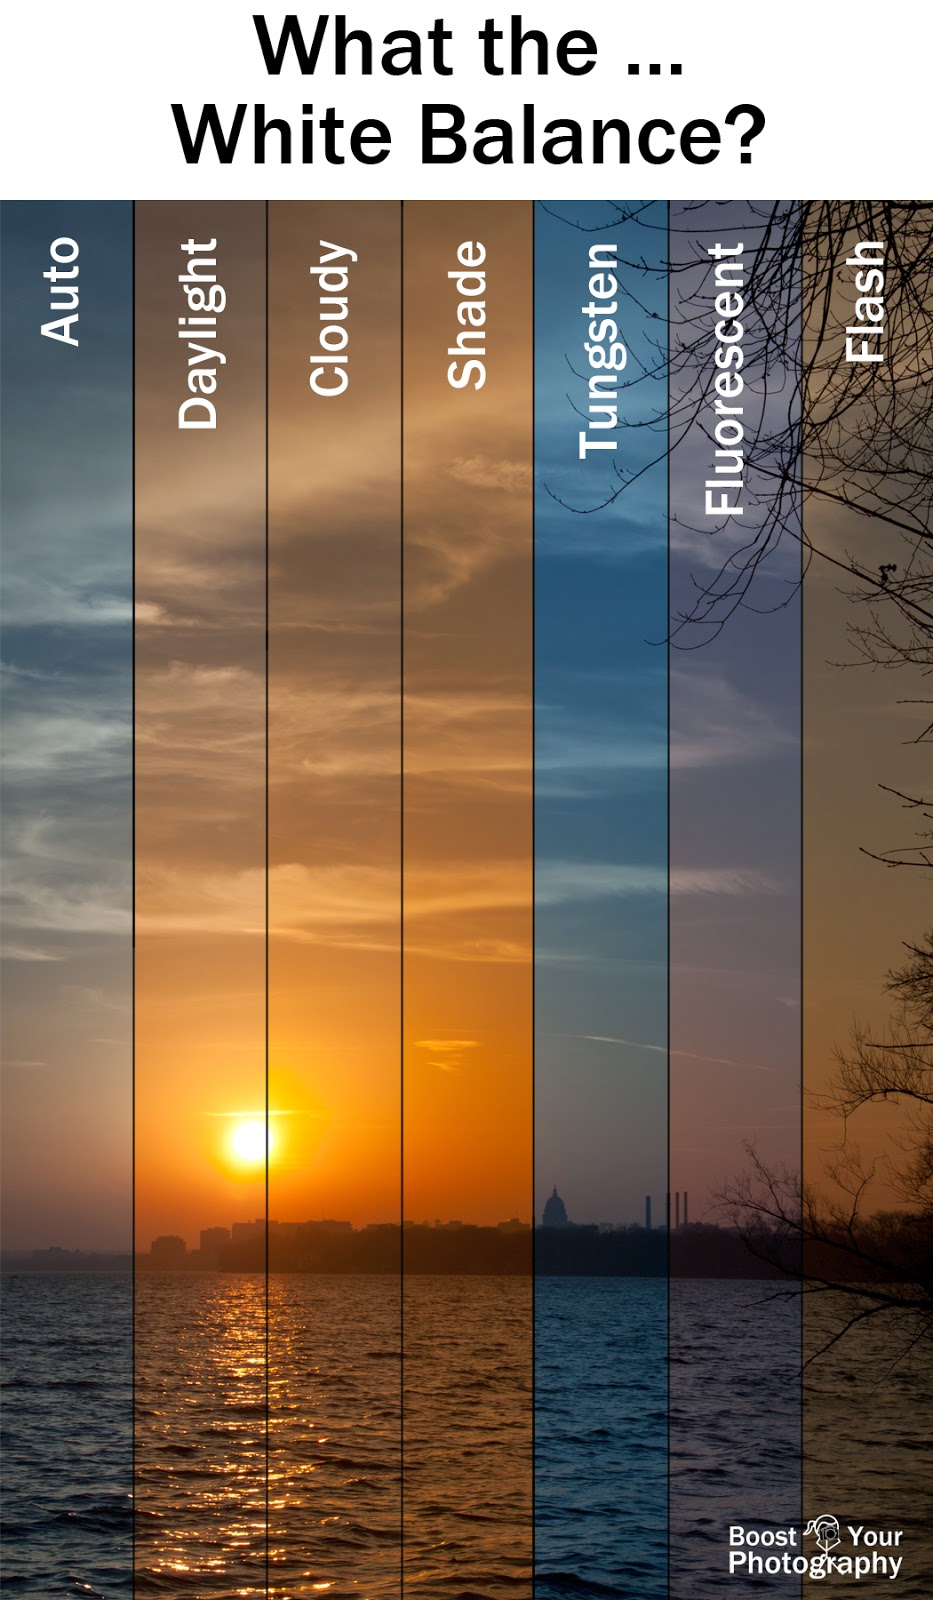 What the ...
White Balance?
Auto
Daylight
Cloudy
Shade
Tungsten
Fluorescent
Flash
Boost Your
Photography